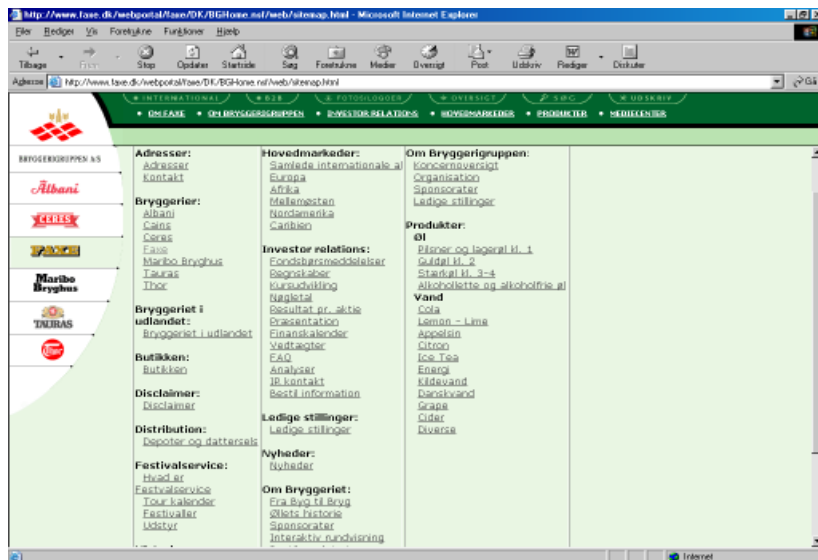 http://www.faxe.dk/webportal/faxe/DK/BGHome.nsf/web/sitemap.html - Microsoft Internet Explorer
Filer Rediger Vis Foretrukne Funktioner Hjælp
Tilbage Frem Stop Opdater Startside Søg Foretrukne Medier Oversigt Post Udskriv Rediger Diskuter
Adresse http://www.faxe.dk/webportal/faxe/DK/BGHome.nsf/web/sitemap.html Gå
INTERNATIONAL B2B FOTOS/LOGOER OVERSIGT SØG UDSKRIV
OM FAXE OM BRYGGERIGRUPPEN INVESTOR RELATIONS HOVEDMARKEDER PRODUKTER MEDIECENTER
BRYGGERIGRUPPEN A/S
Albani
CERES
FAXE
Maribo
Bryghus
TAURAS
Thor
Adresser:
Adresser
Kontakt
Bryggerier:
Albani
Cains
Ceres
Faxe
Maribo Bryghus
Tauras
Thor
Bryggeriet i
udlandet:
Bryggeriet i udlandet
Butikken:
Butikken
Disclaimer:
Disclaimer
Distribution:
Depoter og dattersels
Festivalservice:
Hvad er
Festvalservice
Tour kalender
Festivaller
Udstyr
Hovedmarkeder:
Samlede internationale al
Europa
Afrika
Mellemøsten
Nordamerika
Caribien
Investor relations:
Fondsbørsmeddelelser
Regnskaber
Kursudvikling
Nøgletal
Resultat pr. aktie
Præsentation
Finanskalender
Vedtægter
FAQ
Analyser
IR kontakt
Bestil information
Ledige stillinger:
Ledige stillinger
Nyheder:
Nyheder
Om Bryggeriet:
Fra Byg til Bryg
Øllets historie
Sponsorater
Interaktiv rundvisning
Om Bryggerigruppen:
Koncernoversigt
Organisation
Sponsorater
Ledige stillinger
Produkter:
Øl
Pilsner og lagerøl kl. 1
Guldøl kl. 2
Stærkøl kl. 3-4
Alkohollette og alkoholfrie øl
Vand
Cola
Lemon - Lime
Appelsin
Citron
Ice Tea
Energi
Kildevand
Danskvand
Grape
Cider
Diverse
Internet